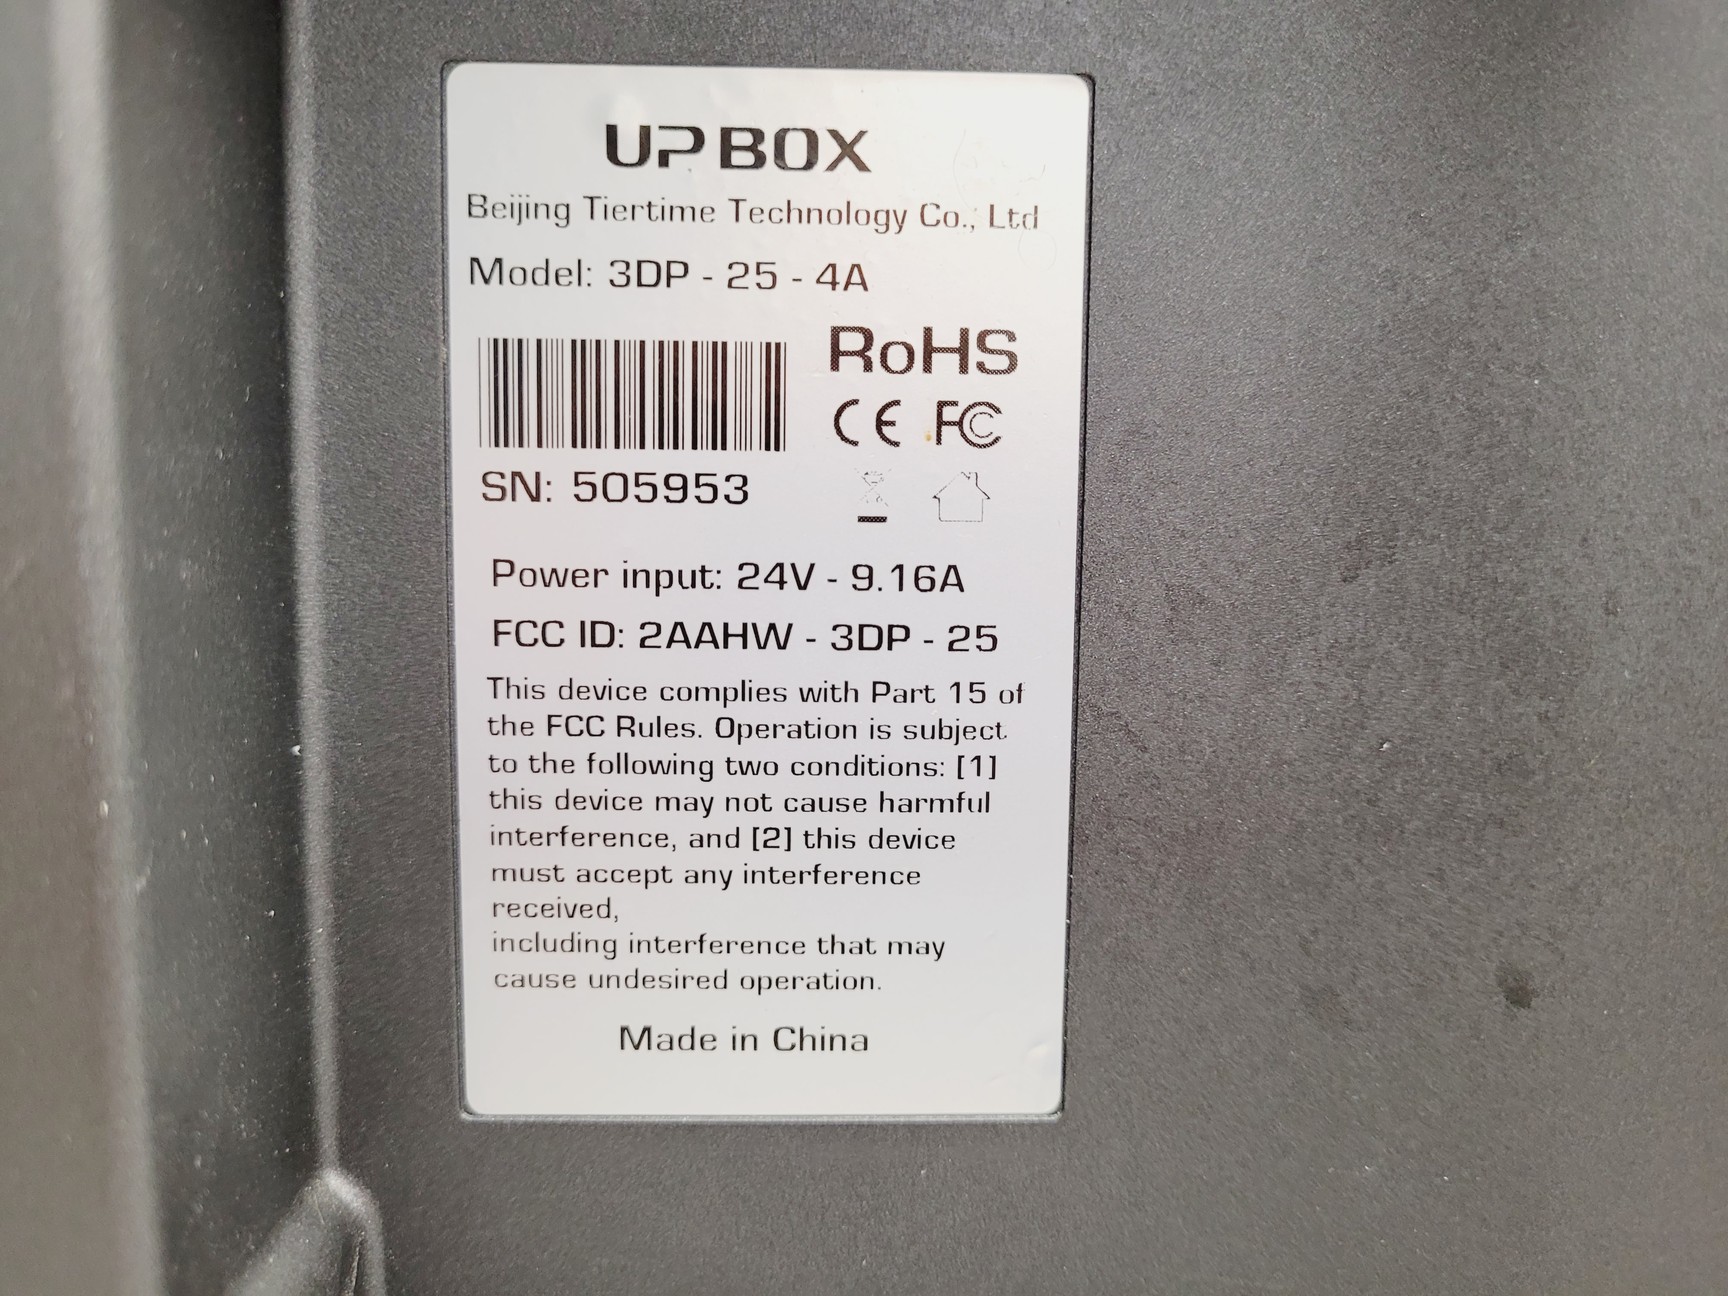 UP BOX
Beijing Tiertime Technology Co., Ltd
Model: 3DP - 25 - 4A
RoHS
CE FC
SN: 505953
Power input: 24V - 9.16A
FCC ID: 2AAHW - 3DP - 25
This device complies with Part 15 of
the FCC Rules. Operation is subject
to the following two conditions: [1]
this device may not cause harmful
interference, and [2] this device
must accept any interference
received,
including interference that may
cause undesired operation.
Made in China